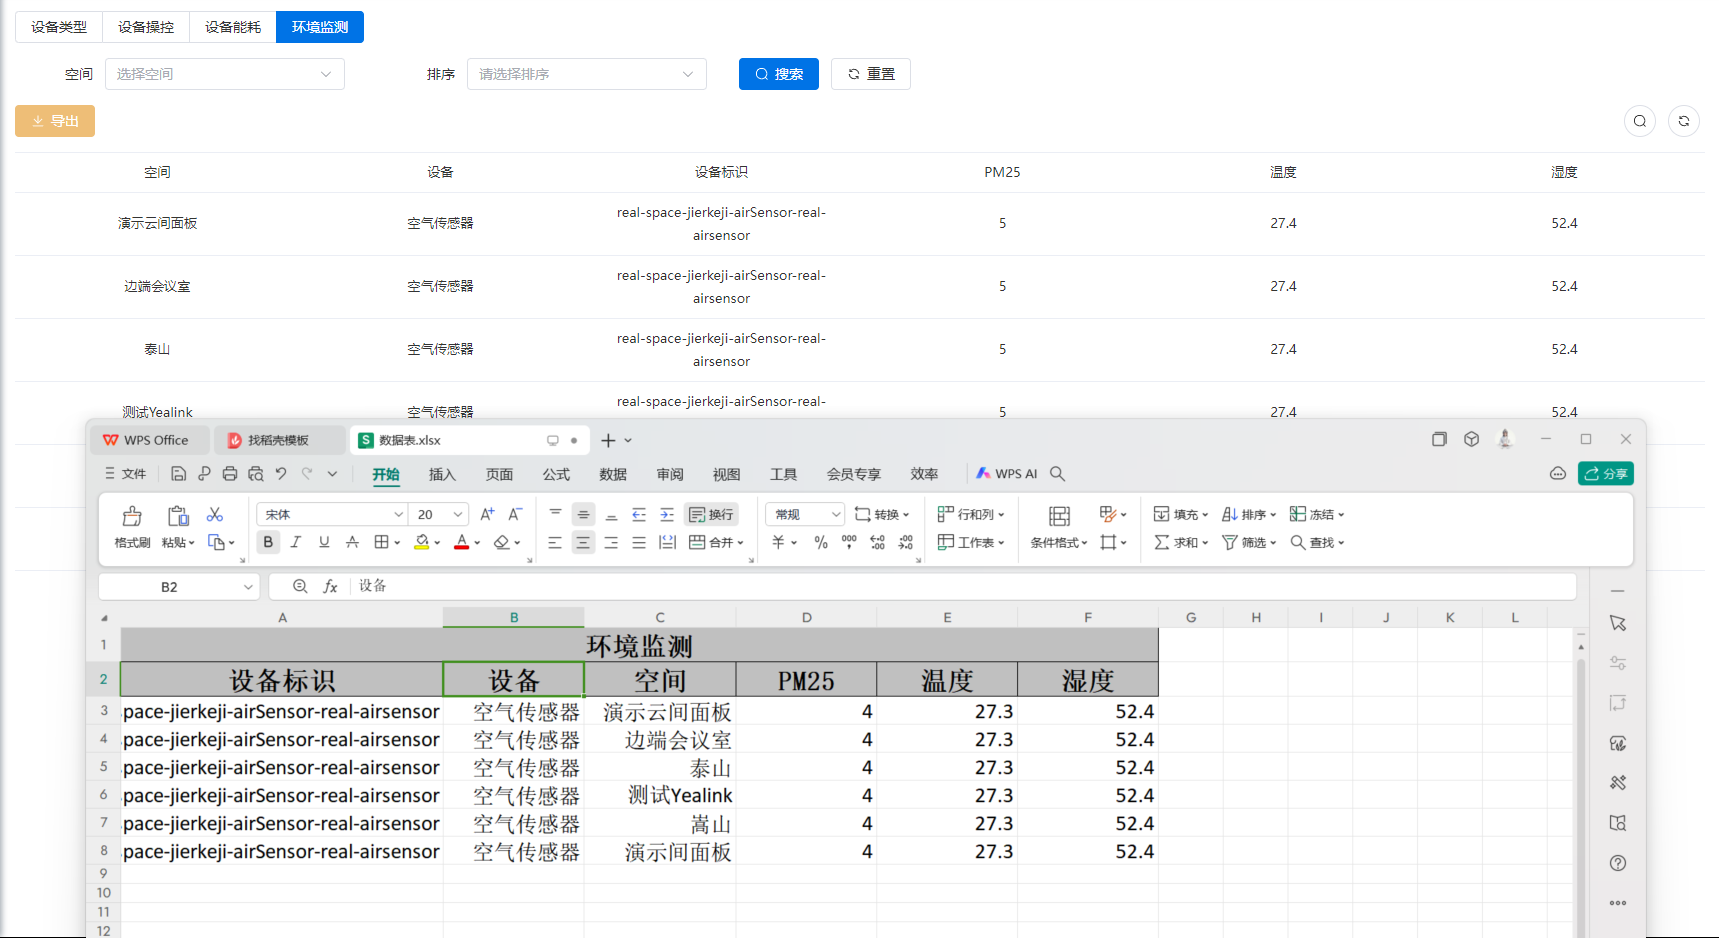 设备类型 设备操控 设备能耗 环境监测
空间 选择空间 排序 请选择排序 搜索 重置
导出
空间 设备 设备标识 PM25 温度 湿度
演示云间面板 空气传感器 real-space-jierkeji-airSensor-real-airsensor 5 27.4 52.4
边端会议室 空气传感器 real-space-jierkeji-airSensor-real-airsensor 5 27.4 52.4
泰山 空气传感器 real-space-jierkeji-airSensor-real-airsensor 5 27.4 52.4
测试Yealink 空气传感器 real-space-jierkeji-airSensor-real- 5 27.4 52.4
WPS Office 找稻壳模板 S 数据表.xlsx
文件 开始 插入 页面 公式 数据 审阅 视图 工具 会员专享 效率 WPS AI 分享
宋体 20 A+ A- 换行 常规 转换 行和列 填充 排序 冻结
格式刷 粘贴 B I U A A 合并 ¥ % 工作表 条件格式 求和 筛选 查找
B2 fx 设备
A B C D E F G H I J K L
1 环境监测
2 设备标识 设备 空间 PM25 温度 湿度
3 pace-jierkeji-airSensor-real-airsensor 空气传感器 演示云间面板 4 27.3 52.4
4 pace-jierkeji-airSensor-real-airsensor 空气传感器 边端会议室 4 27.3 52.4
5 pace-jierkeji-airSensor-real-airsensor 空气传感器 泰山 4 27.3 52.4
6 pace-jierkeji-airSensor-real-airsensor 空气传感器 测试Yealink 4 27.3 52.4
7 pace-jierkeji-airSensor-real-airsensor 空气传感器 嵩山 4 27.3 52.4
8 pace-jierkeji-airSensor-real-airsensor 空气传感器 演示间面板 4 27.3 52.4
9
10
11
12